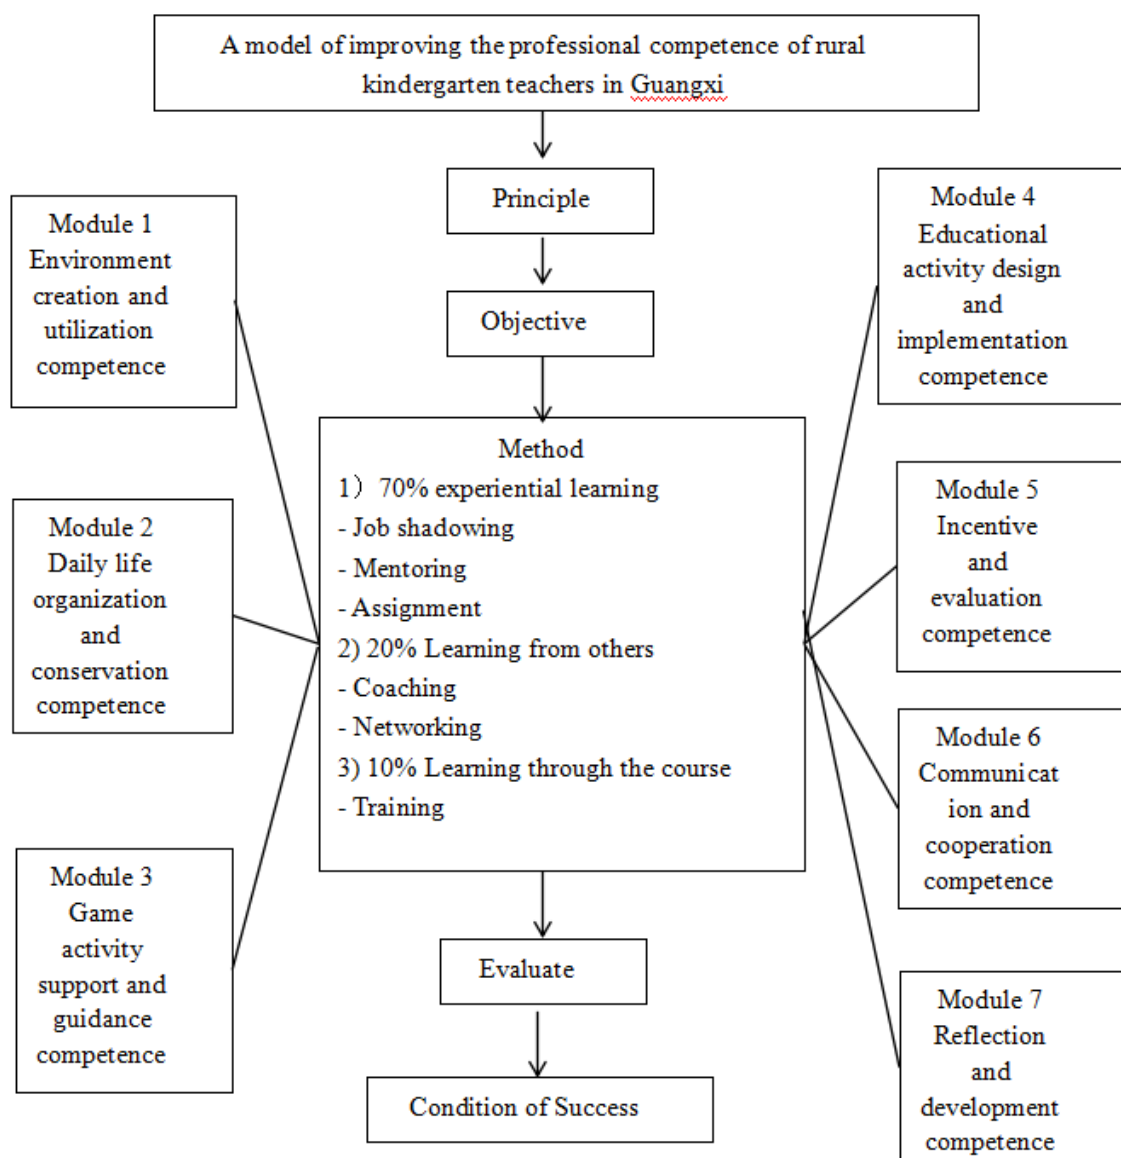 A model of improving the professional competence of rural
kindergarten teachers in Guangxi
Principle
Objective
Method
1）70% experiential learning
- Job shadowing
- Mentoring
- Assignment
2) 20% Learning from others
- Coaching
- Networking
3) 10% Learning through the course
- Training
Evaluate
Condition of Success
Module 1
Environment
creation and
utilization
competence
Module 2
Daily life
organization
and
conservation
competence
Module 3
Game
activity
support and
guidance
competence
Module 4
Educational
activity design
and
implementation
competence
Module 5
Incentive
and
evaluation
competence
Module 6
Communicat
ion and
cooperation
competence
Module 7
Reflection
and
development
competence